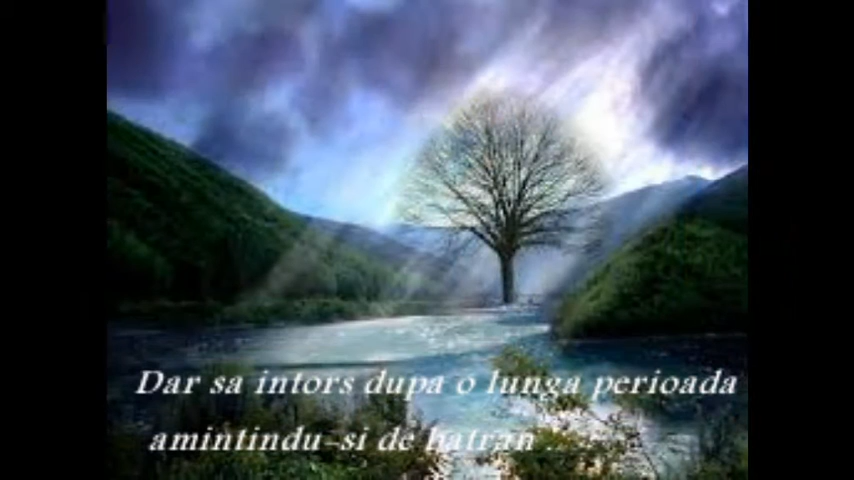 Dar sa intors dupa o lunga perioada
amintindu-si de batran ...